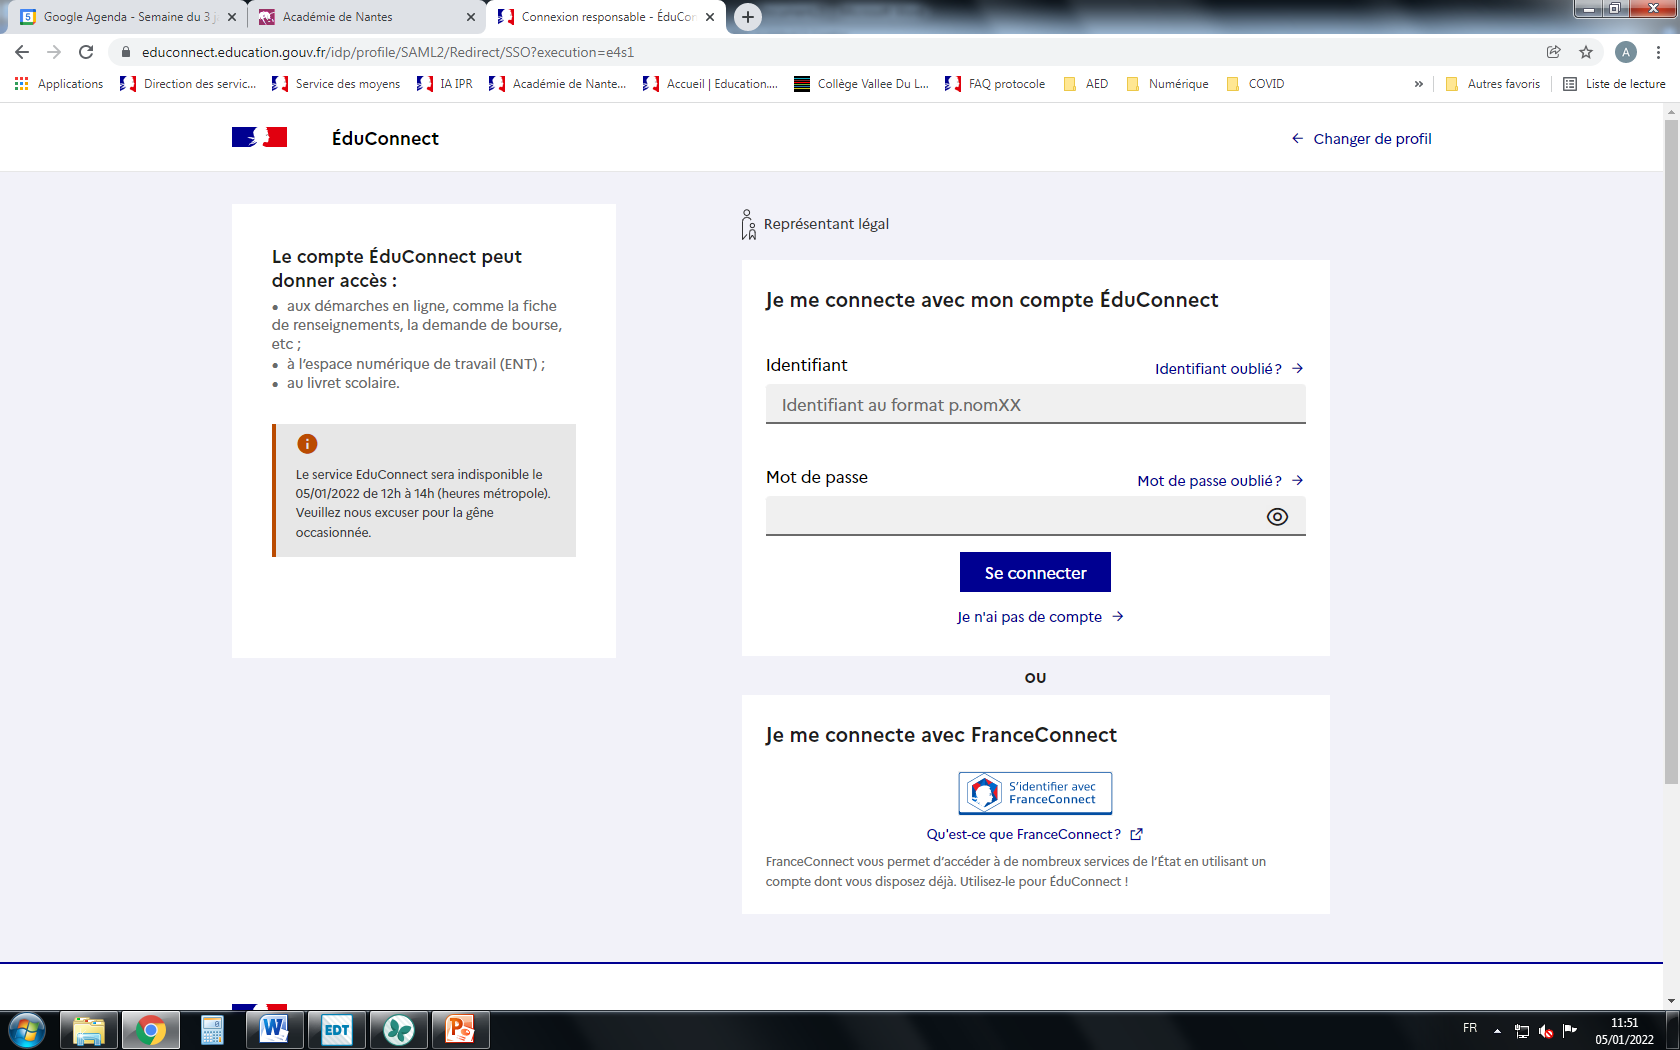 Google Agenda - Semaine du 3 j
Académie de Nantes
Connexion responsable - ÉduCon
educonnect.education.gouv.fr/idp/profile/SAML2/Redirect/SSO?execution=e4s1
A
Applications
Direction des servic...
Service des moyens
IA IPR
Académie de Nante...
Accueil | Education....
Collège Vallee Du L...
FAQ protocole
AED
Numérique
COVID
»
Autres favoris
Liste de lecture
ÉduConnect
Changer de profil
Le compte ÉduConnect peut
donner accès :
• aux démarches en ligne, comme la fiche
de renseignements, la demande de bourse,
etc ;
• à l'espace numérique de travail (ENT) ;
• au livret scolaire.
Le service EduConnect sera indisponible le
05/01/2022 de 12h à 14h (heures métropole).
Veuillez nous excuser pour la gêne
occasionnée.
Représentant légal
Je me connecte avec mon compte ÉduConnect
Identifiant
Identifiant oublié ?
Identifiant au format p.nomXX
Mot de passe
Mot de passe oublié ?
Se connecter
Je n'ai pas de compte
OU
Je me connecte avec FranceConnect
S'identifier avec
FranceConnect
Qu'est-ce que FranceConnect ?
FranceConnect vous permet d'accéder à de nombreux services de l'État en utilisant un
compte dont vous disposez déjà. Utilisez-le pour ÉduConnect !
EDT
FR
11:51
05/01/2022